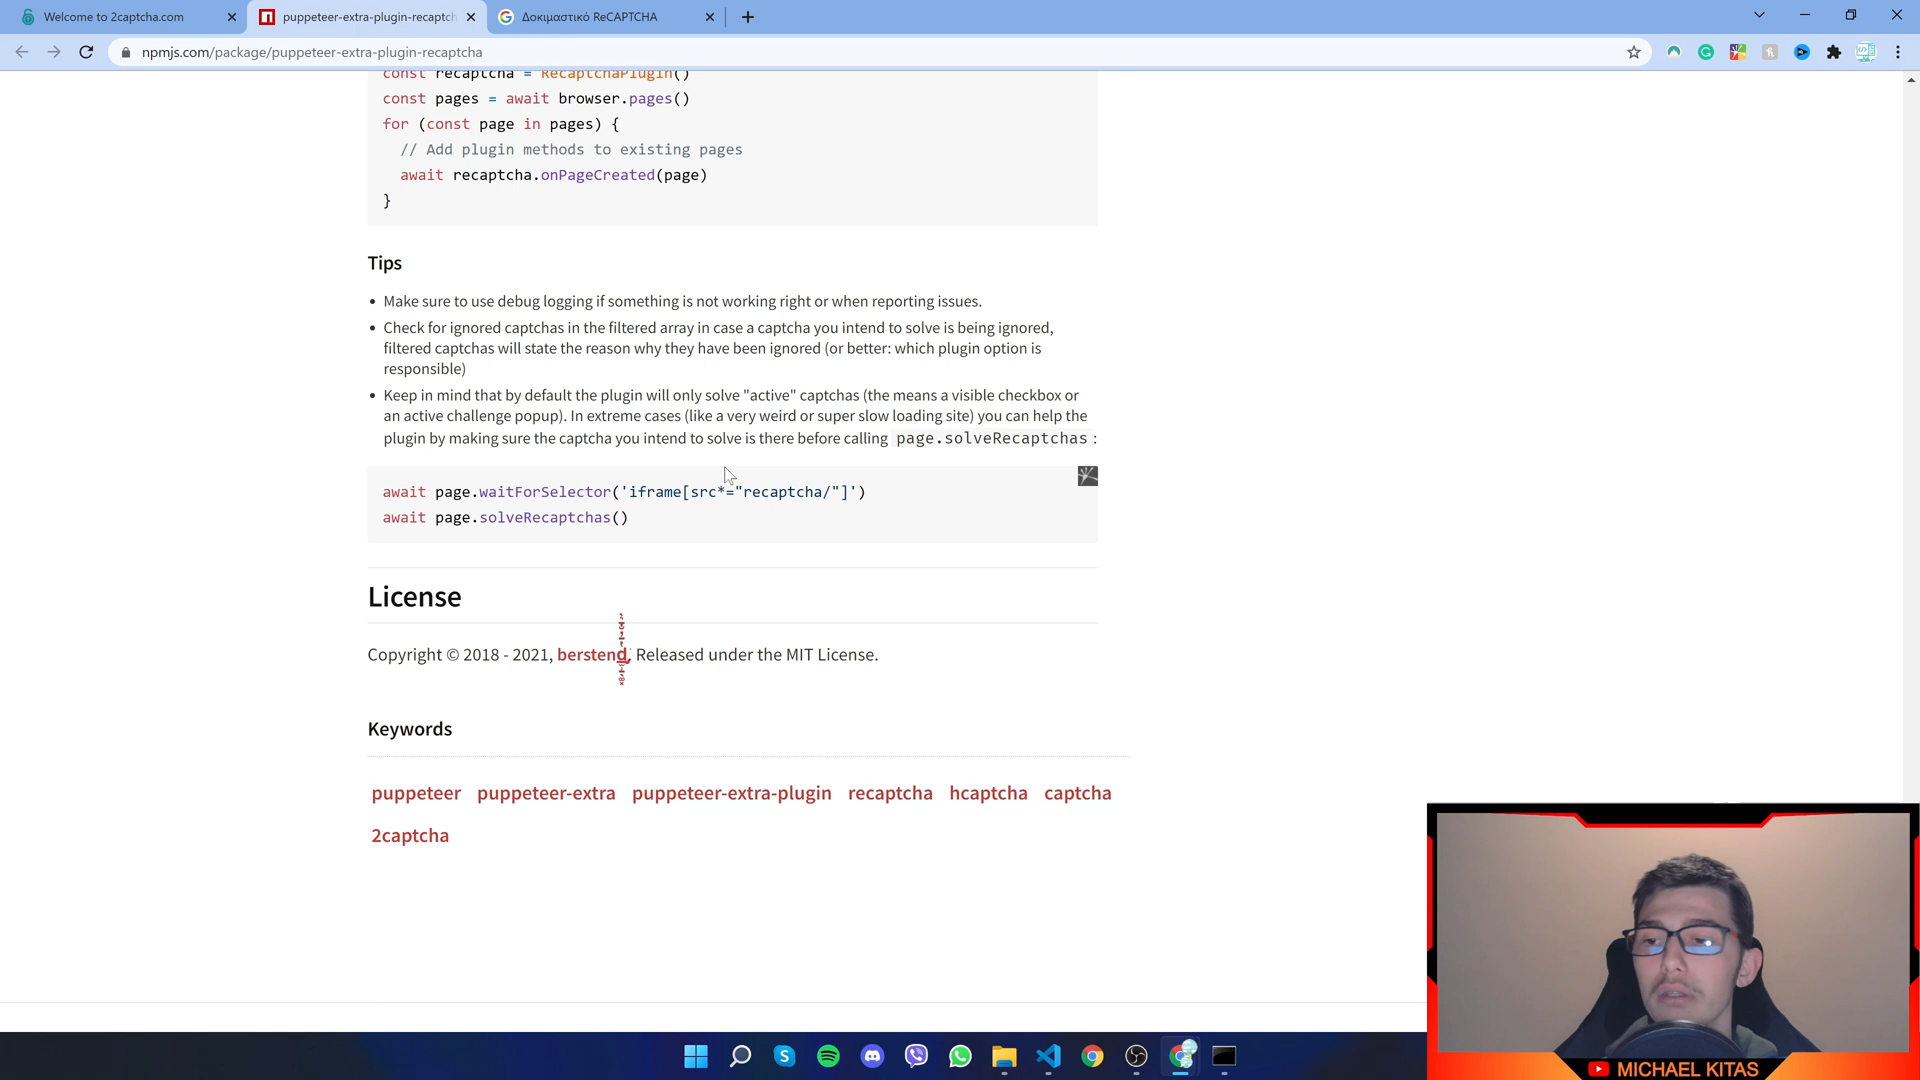 Welcome to 2captcha.com
puppeteer-extra-plugin-recaptch
Δοκιμαστικό ReCAPTCHA
npmjs.com/package/puppeteer-extra-plugin-recaptcha
const recaptcha = RecaptchaPlugin()
const pages = await browser.pages()
for (const page in pages) {
// Add plugin methods to existing pages
await recaptcha.onPageCreated(page)
}
Tips
• Make sure to use debug logging if something is not working right or when reporting issues.
• Check for ignored captchas in the filtered array in case a captcha you intend to solve is being ignored,
filtered captchas will state the reason why they have been ignored (or better: which plugin option is
responsible)
• Keep in mind that by default the plugin will only solve "active" captchas (the means a visible checkbox or
an active challenge popup). In extreme cases (like a very weird or super slow loading site) you can help the
plugin by making sure the captcha you intend to solve is there before calling page.solveRecaptchas :
await page.waitForSelector('iframe[src*="recaptcha/"]')
await page.solveRecaptchas()
License
Copyright © 2018 - 2021, berstend. Released under the MIT License.
Keywords
puppeteer puppeteer-extra puppeteer-extra-plugin recaptcha hcaptcha captcha
2captcha
MICHAEL KITAS